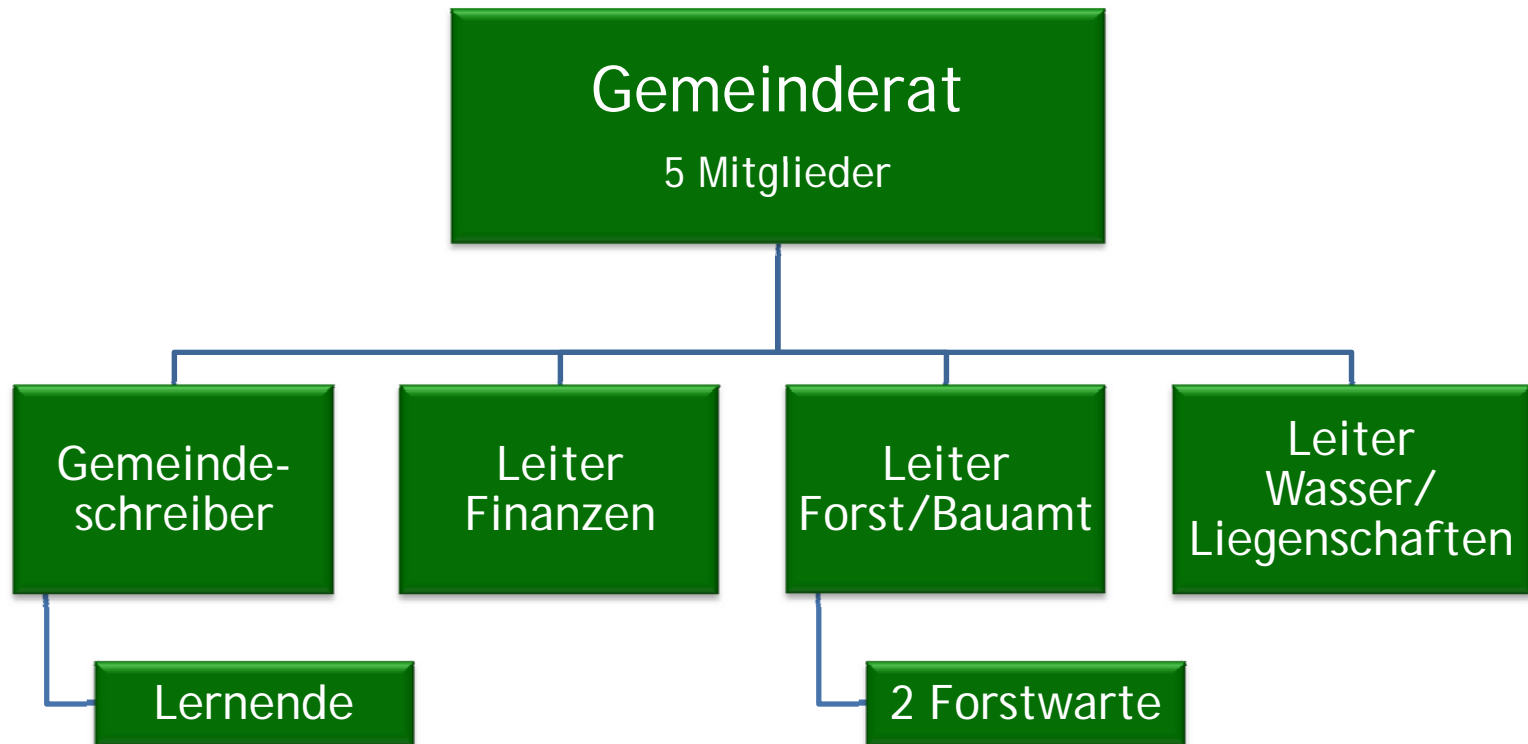 Gemeinderat
5 Mitglieder
Gemeinde-
schreiber
Leiter
Finanzen
Leiter
Forst/Bauamt
Leiter
Wasser/
Liegenschaften
Lernende
2 Forstwarte